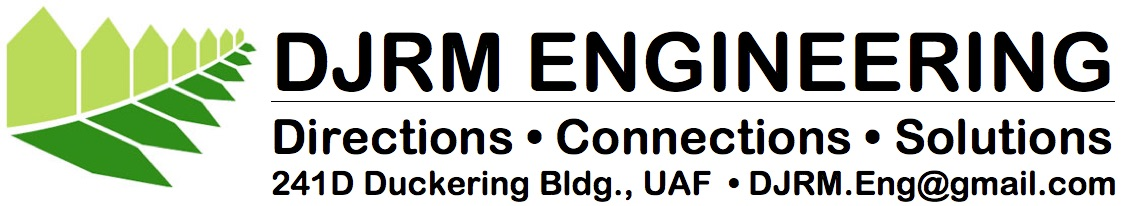 DJRM ENGINEERING
Directions • Connections • Solutions
241D Duckering Bldg., UAF • DJRM.Eng@gmail.com